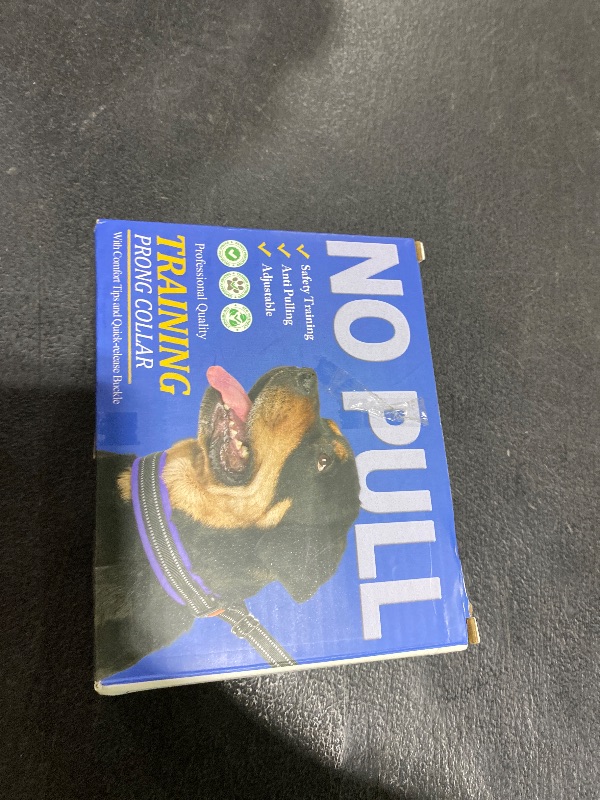 NO PULL
Safety Training
Anti Pulling
Adjustable
Professional Quality
TRAINING
PRONG COLLAR
With Comfort Tips and Quick-release Buckle